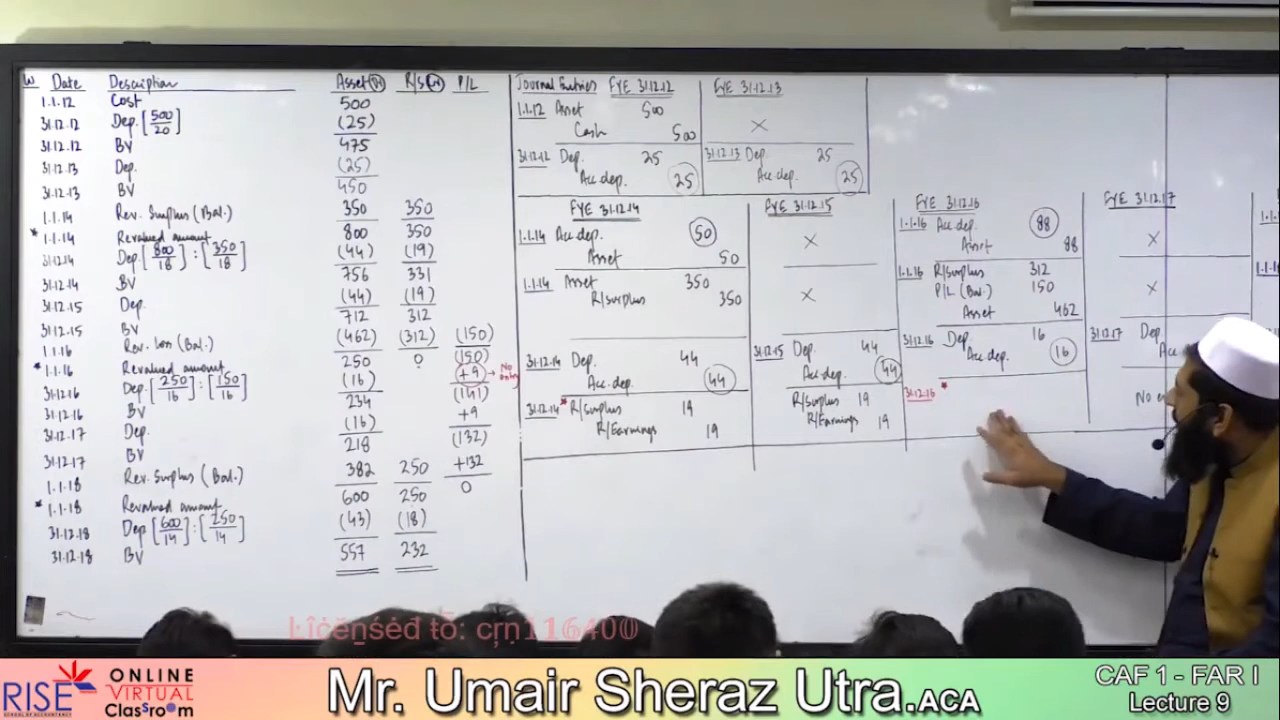 W Date Description Asset(Dr) R/S(Cr) P/L
1.1.12 Cost 500
31.12.12 Dep. [500/20] (25)
31.12.12 BV 475
31.12.13 Dep. (25)
31.12.13 BV 450
1.1.14 Rev. Surplus (Bal.) 350 350
* 1.1.14 Revalued amount 800 350
31.12.14 Dep [800/18] : [350/18] (44) (19)
31.12.14 BV 756 331
31.12.15 Dep. (44) (19)
31.12.15 BV 712 312
1.1.16 Rev. Loss (Bal.) (462) (312) (150)
* 1.1.16 Revalued amount 250 0 (150)
31.12.16 Dep. [250/16] : [150/16] (16) +9 → No entry
31.12.16 BV 234 (141)
31.12.17 Dep. (16) +9
31.12.17 BV 218 (132)
1.1.18 Rev. Surplus (Bal.) 382 250 +132
* 1.1.18 Revalued amount 600 250 0
31.12.18 Dep [600/14] : [250/14] (43) (18)
31.12.18 BV 557 232
Journal Entries FYE 31.12.12
1.1.12 Asset 500
Cash 500
31.12.12 Dep. 25
Acc.dep. 25
FYE 31.12.13
X
31.12.13 Dep. 25
Acc.dep. 25
FYE 31.12.14
1.1.14 Acc.dep. 50
Asset 50
1.1.14 Asset 350
R/surplus 350
31.12.14 Dep. 44
Acc.dep. 44
31.12.14 * R/Surplus 19
R/Earnings 19
FYE 31.12.15
X
X
31.12.15 Dep. 44
Acc.dep. 44
R/surplus 19
R/Earnings 19
FYE 31.12.16
1.1.16 Acc.dep. 88
Asset 88
1.1.16 R/surplus 312
P/L (Bal.) 150
Asset 462
31.12.16 Dep. 16
Acc.dep. 16
31.12.16 *
FYE 31.12.17
X
X
31.12.17 Dep.
No
Licensed to: crn116400
RISE
SCHOOL OF ACCOUNTANCY
ONLINE
VIRTUAL
ClassrooM
Mr. Umair Sheraz Utra.ACA
CAF 1 - FAR I
Lecture 9